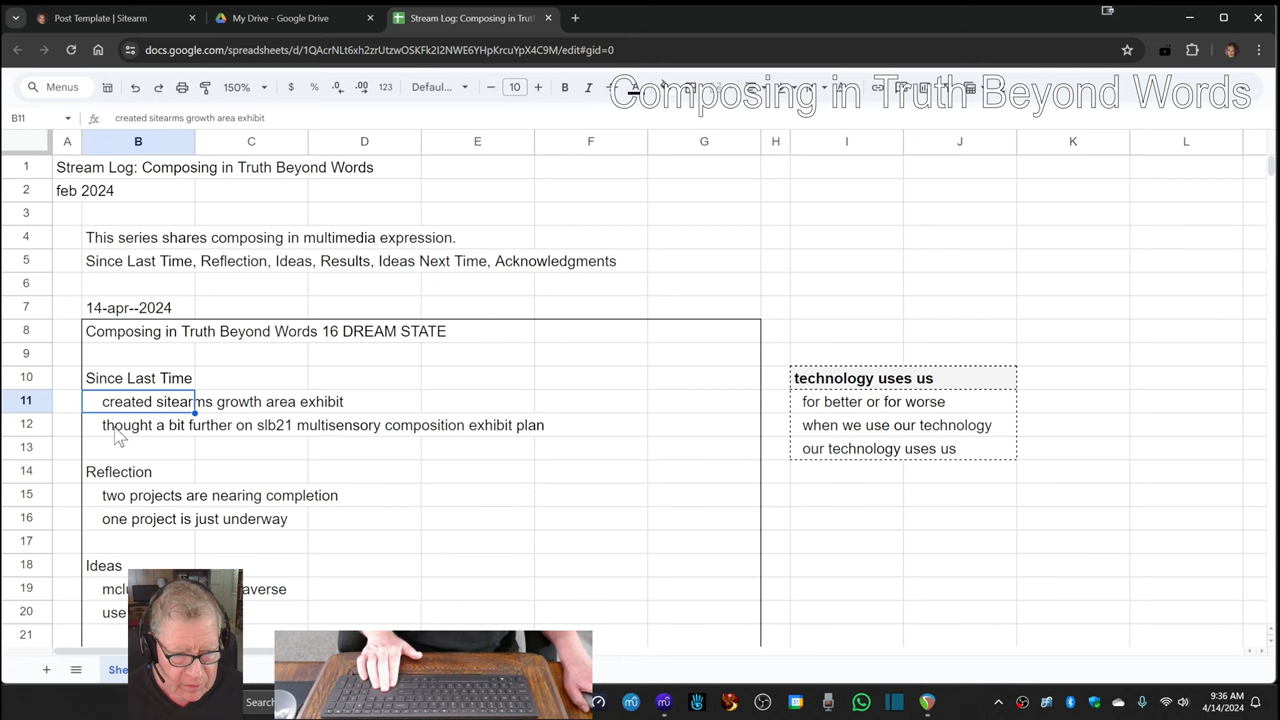 Post Template | Sitearm
My Drive - Google Drive
Stream Log: Composing in Tru
docs.google.com/spreadsheets/d/1QAcrNLt6xh2zrUtzwOSKFk2I2NWE6YHpKrcuYpX4C9M/edit#gid=0
Menus
150%
$ % .0 .00 123
Defaul...
10
B I A
Composing in Truth Beyond Words
B11
fx
created sitearms growth area exhibit
A B C D E F G H I J K L
1 Stream Log: Composing in Truth Beyond Words
2 feb 2024
3
4 This series shares composing in multimedia expression.
5 Since Last Time, Reflection, Ideas, Results, Ideas Next Time, Acknowledgments
6
7 14-apr--2024
8 Composing in Truth Beyond Words 16 DREAM STATE
9
10 Since Last Time technology uses us
11 created sitearms growth area exhibit for better or for worse
12 thought a bit further on slb21 multisensory composition exhibit plan when we use our technology
13 our technology uses us
14 Reflection
15 two projects are nearing completion
16 one project is just underway
17
18 Ideas
19 mclu averse
20 use
21
She
Search
9:36 AM
4/14/2024